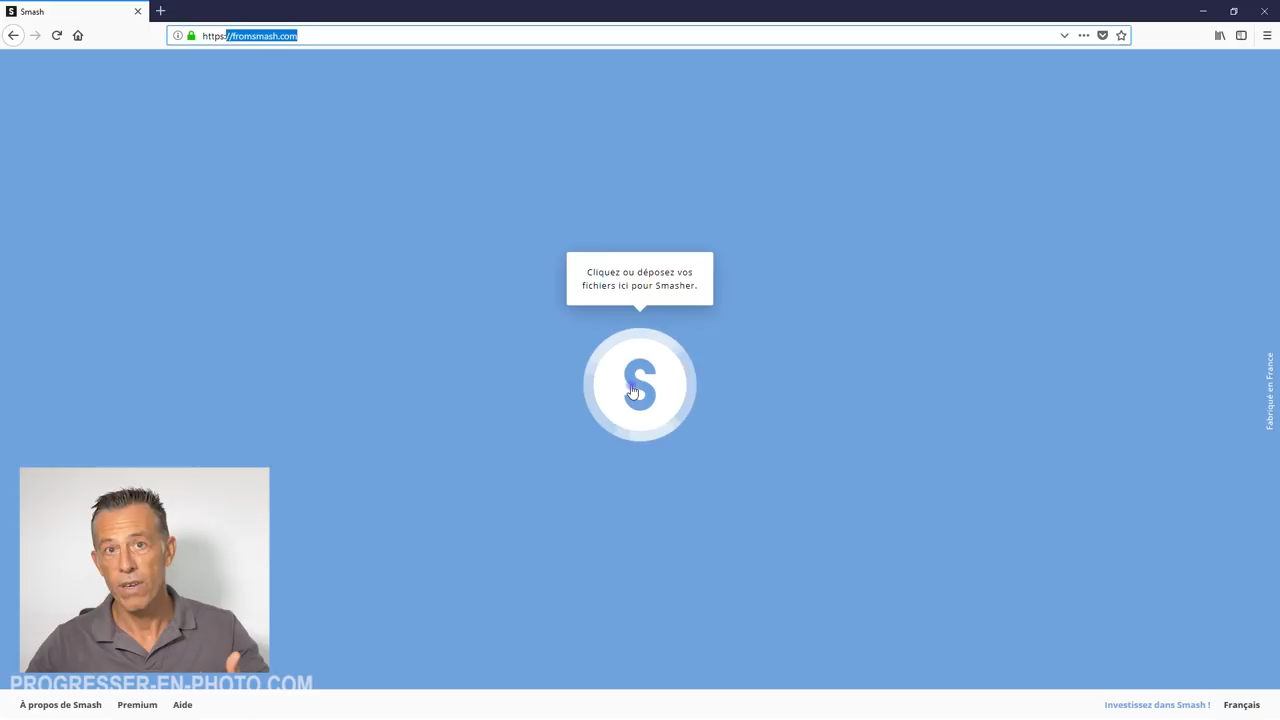 Smash
https://fromsmash.com
Cliquez ou déposez vos
fichiers ici pour Smasher.
S
Fabriqué en France
PROGRESSER-EN-PHOTO.COM
À propos de Smash Premium Aide
Investissez dans Smash ! Français